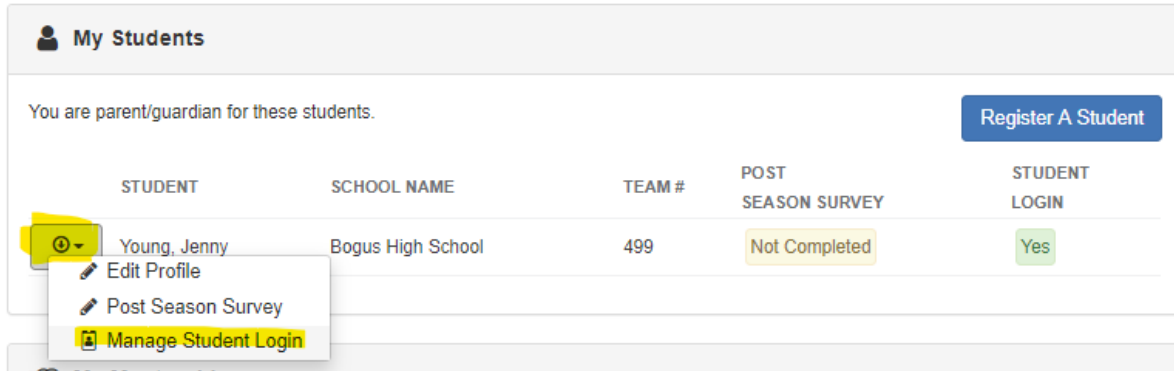 My Students
You are parent/guardian for these students.
Register A Student
STUDENT SCHOOL NAME TEAM # POST SEASON SURVEY STUDENT LOGIN
Young, Jenny Bogus High School 499 Not Completed Yes
Edit Profile
Post Season Survey
Manage Student Login